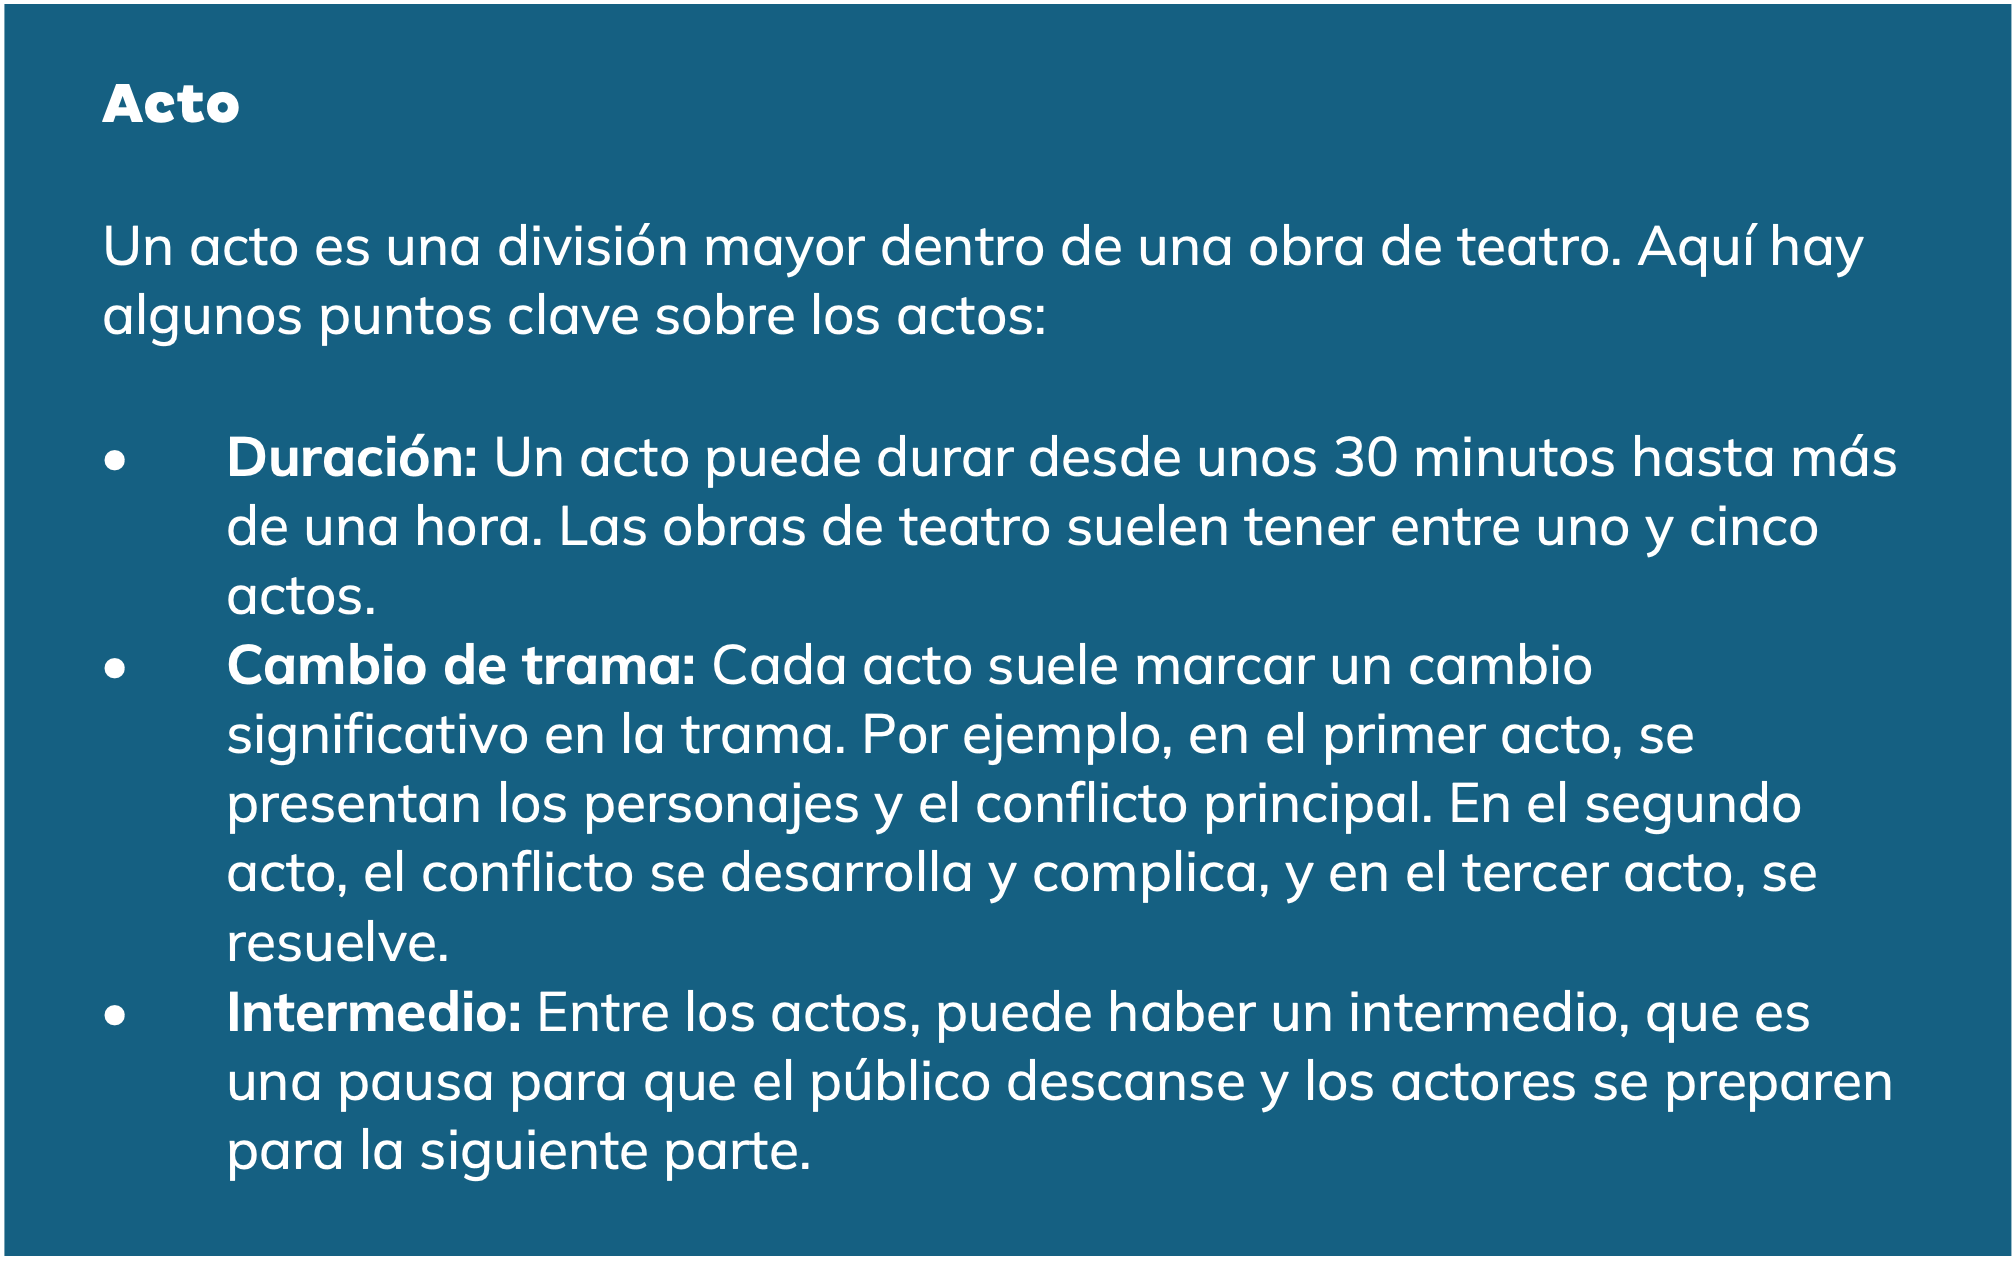 Acto
Un acto es una división mayor dentro de una obra de teatro. Aquí hay
algunos puntos clave sobre los actos:
• Duración: Un acto puede durar desde unos 30 minutos hasta más
de una hora. Las obras de teatro suelen tener entre uno y cinco
actos.
• Cambio de trama: Cada acto suele marcar un cambio
significativo en la trama. Por ejemplo, en el primer acto, se
presentan los personajes y el conflicto principal. En el segundo
acto, el conflicto se desarrolla y complica, y en el tercer acto, se
resuelve.
• Intermedio: Entre los actos, puede haber un intermedio, que es
una pausa para que el público descanse y los actores se preparen
para la siguiente parte.